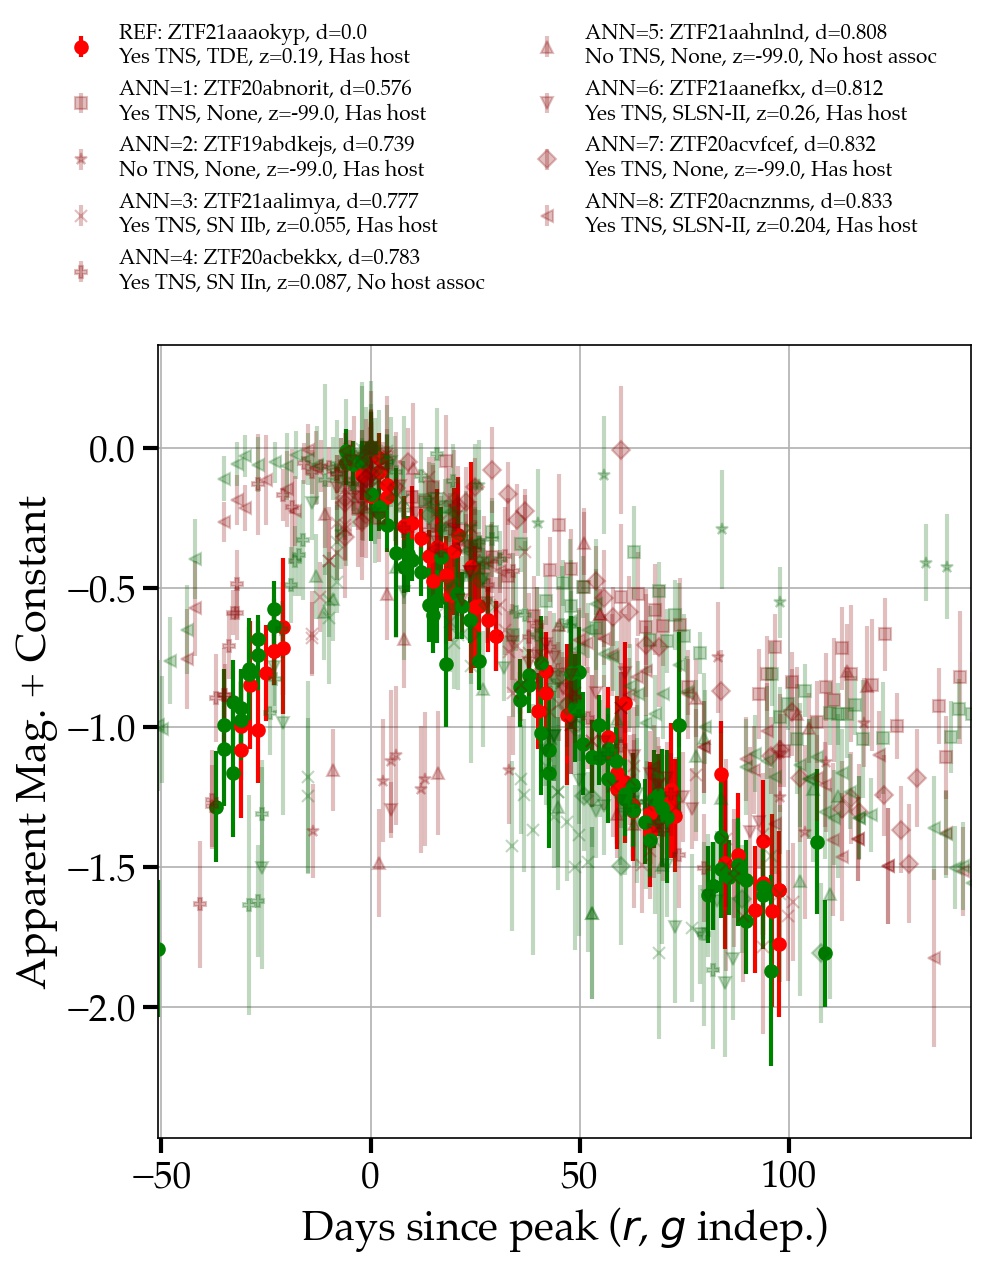 REF: ZTF21aaaokyp, d=0.0
Yes TNS, TDE, z=0.19, Has host
ANN=1: ZTF20abnorit, d=0.576
Yes TNS, None, z=-99.0, Has host
ANN=2: ZTF19abdkejs, d=0.739
No TNS, None, z=-99.0, Has host
ANN=3: ZTF21aalimya, d=0.777
Yes TNS, SN IIb, z=0.055, Has host
ANN=4: ZTF20acbekkx, d=0.783
Yes TNS, SN IIn, z=0.087, No host assoc
ANN=5: ZTF21aahnlnd, d=0.808
No TNS, None, z=-99.0, No host assoc
ANN=6: ZTF21aanefkx, d=0.812
Yes TNS, SLSN-II, z=0.26, Has host
ANN=7: ZTF20acvfcef, d=0.832
Yes TNS, None, z=-99.0, Has host
ANN=8: ZTF20acnznms, d=0.833
Yes TNS, SLSN-II, z=0.204, Has host
Apparent Mag. + Constant
0.0
−0.5
−1.0
−1.5
−2.0
−50
0
50
100
Days since peak (r, g indep.)